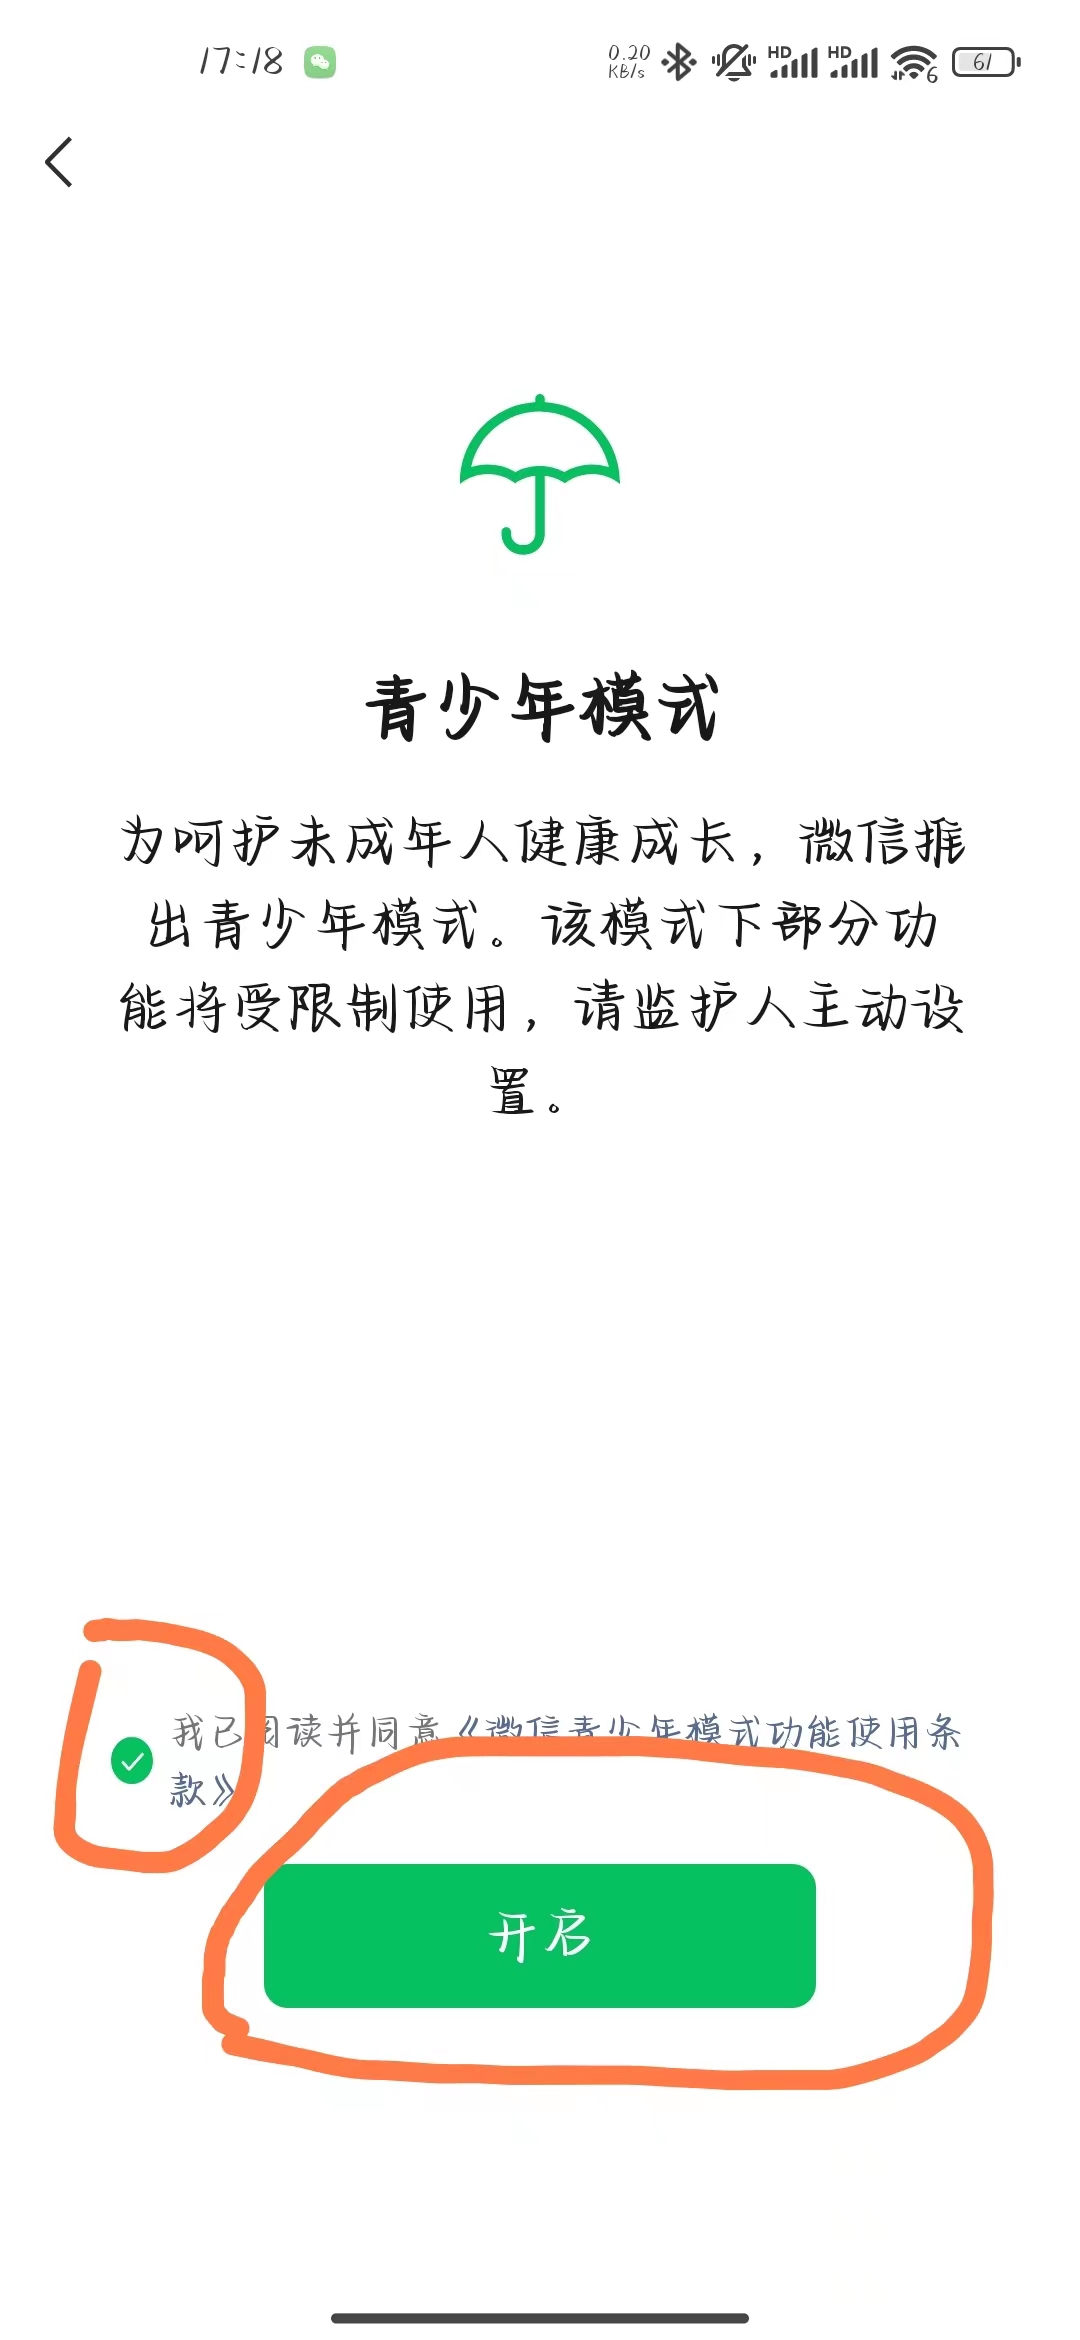 17:18 0.20 KB/s HD HD 6 61
青少年模式
为呵护未成年人健康成长，微信推
出青少年模式。该模式下部分功
能将受限制使用，请监护人主动设
置。
我已阅读并同意《微信青少年模式功能使用条
款》
开启